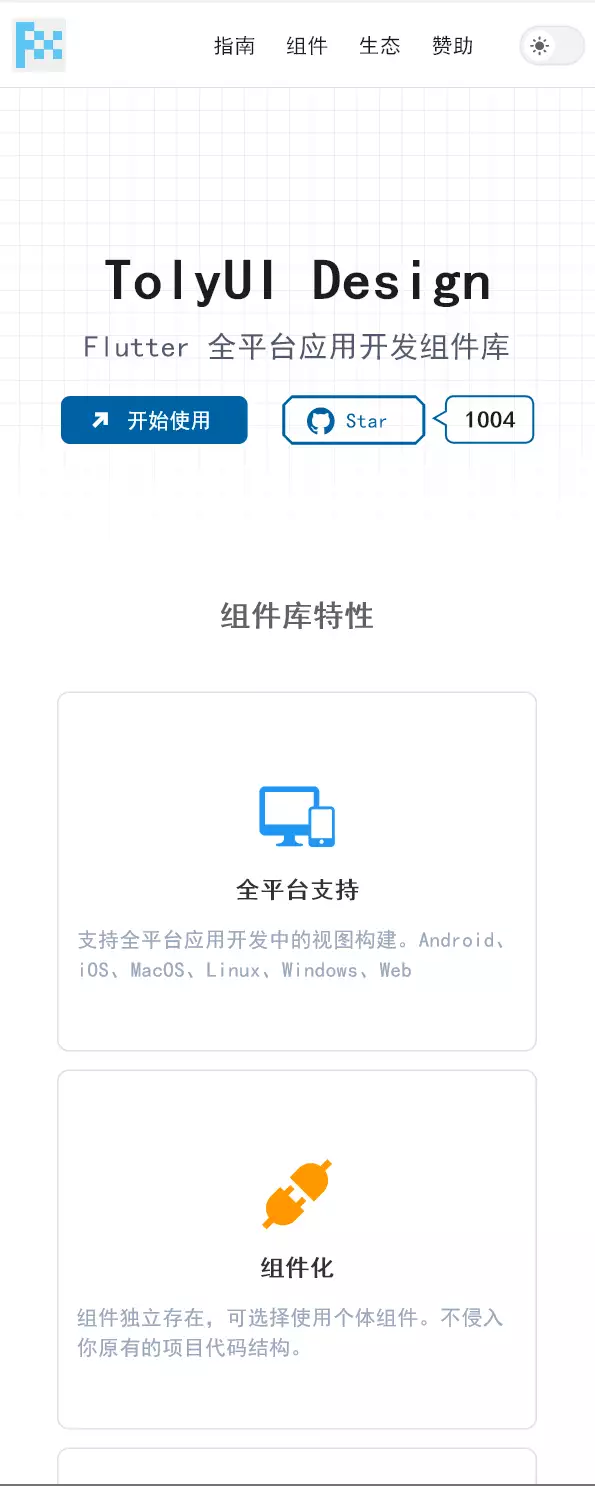 指南 组件 生态 赞助
TolyUI Design
Flutter 全平台应用开发组件库
开始使用 Star 1004
组件库特性
全平台支持
支持全平台应用开发中的视图构建。Android、
iOS、MacOS、Linux、Windows、Web
组件化
组件独立存在，可选择使用个体组件。不侵入
你原有的项目代码结构。